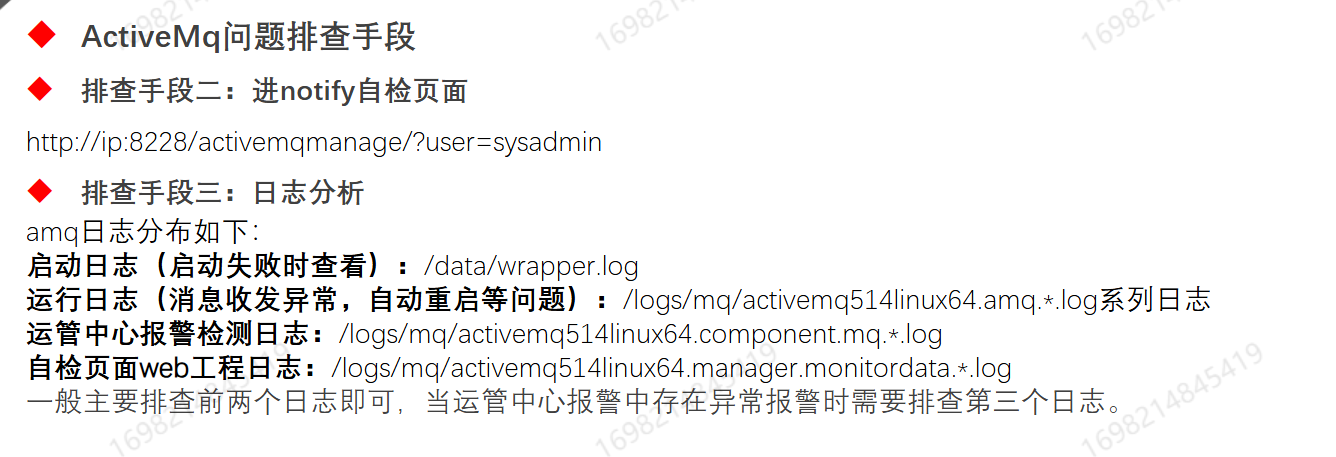 ActiveMq问题排查手段
排查手段二：进notify自检页面
http://ip:8228/activemqmanage/?user=sysadmin
排查手段三：日志分析
amq日志分布如下：
启动日志（启动失败时查看）：/data/wrapper.log
运行日志（消息收发异常，自动重启等问题）：/logs/mq/activemq514linux64.amq.*.log系列日志
运管中心报警检测日志：/logs/mq/activemq514linux64.component.mq.*.log
自检页面web工程日志：/logs/mq/activemq514linux64.manager.monitordata.*.log
一般主要排查前两个日志即可，当运管中心报警中存在异常报警时需要排查第三个日志。
1698214845419
1698214845419
1698214845419